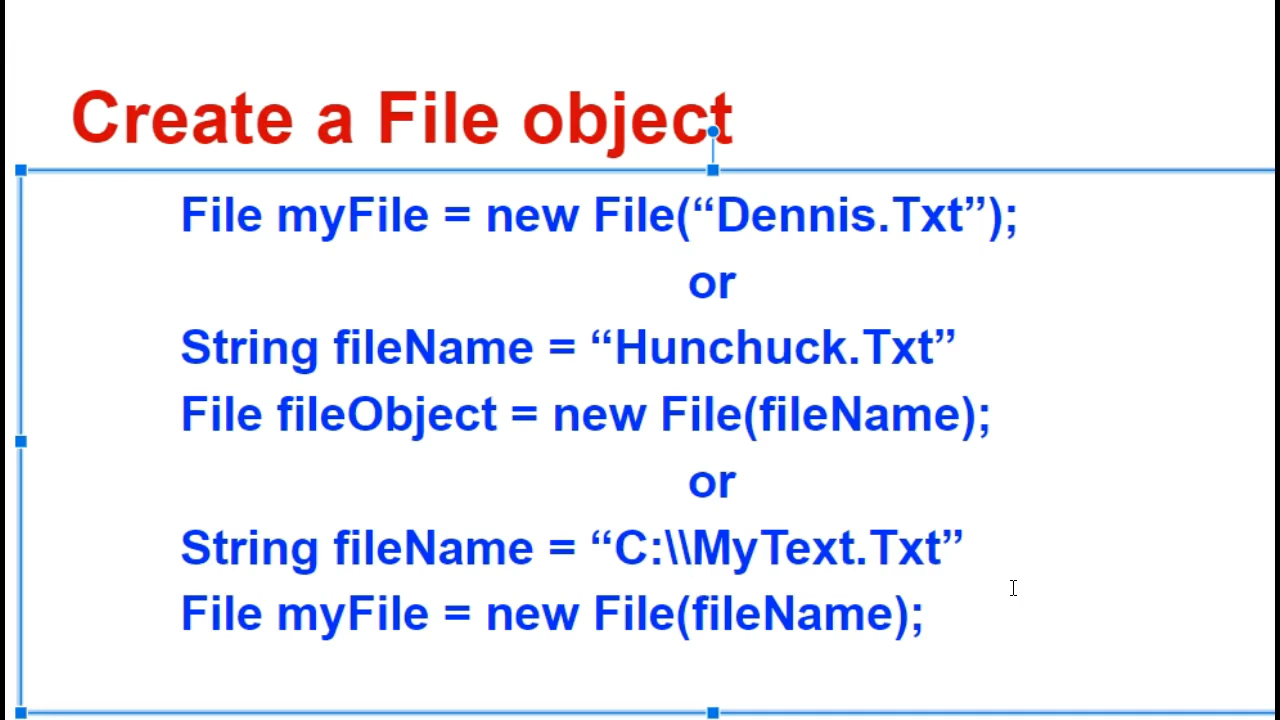 Create a File object
File myFile = new File(“Dennis.Txt”);
or
String fileName = “Hunchuck.Txt”
File fileObject = new File(fileName);
or
String fileName = “C:\\MyText.Txt”
File myFile = new File(fileName);